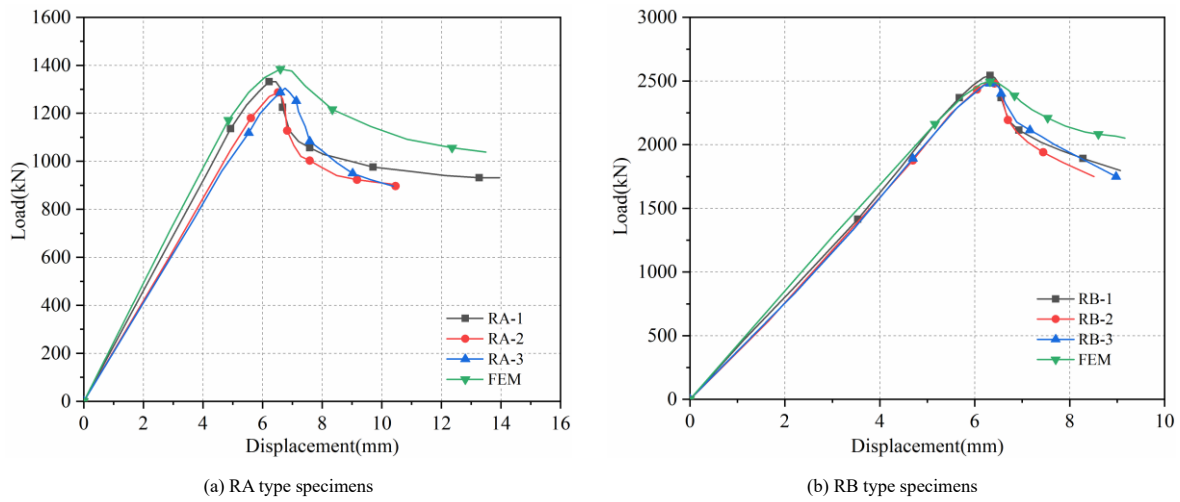 1600
1400
1200
1000
800
600
400
200
0
Load(kN)
0 2 4 6 8 10 12 14 16
Displacement(mm)
RA-1
RA-2
RA-3
FEM
(a) RA type specimens
3000
2500
2000
1500
1000
500
0
Load(kN)
0 2 4 6 8 10
Displacement(mm)
RB-1
RB-2
RB-3
FEM
(b) RB type specimens